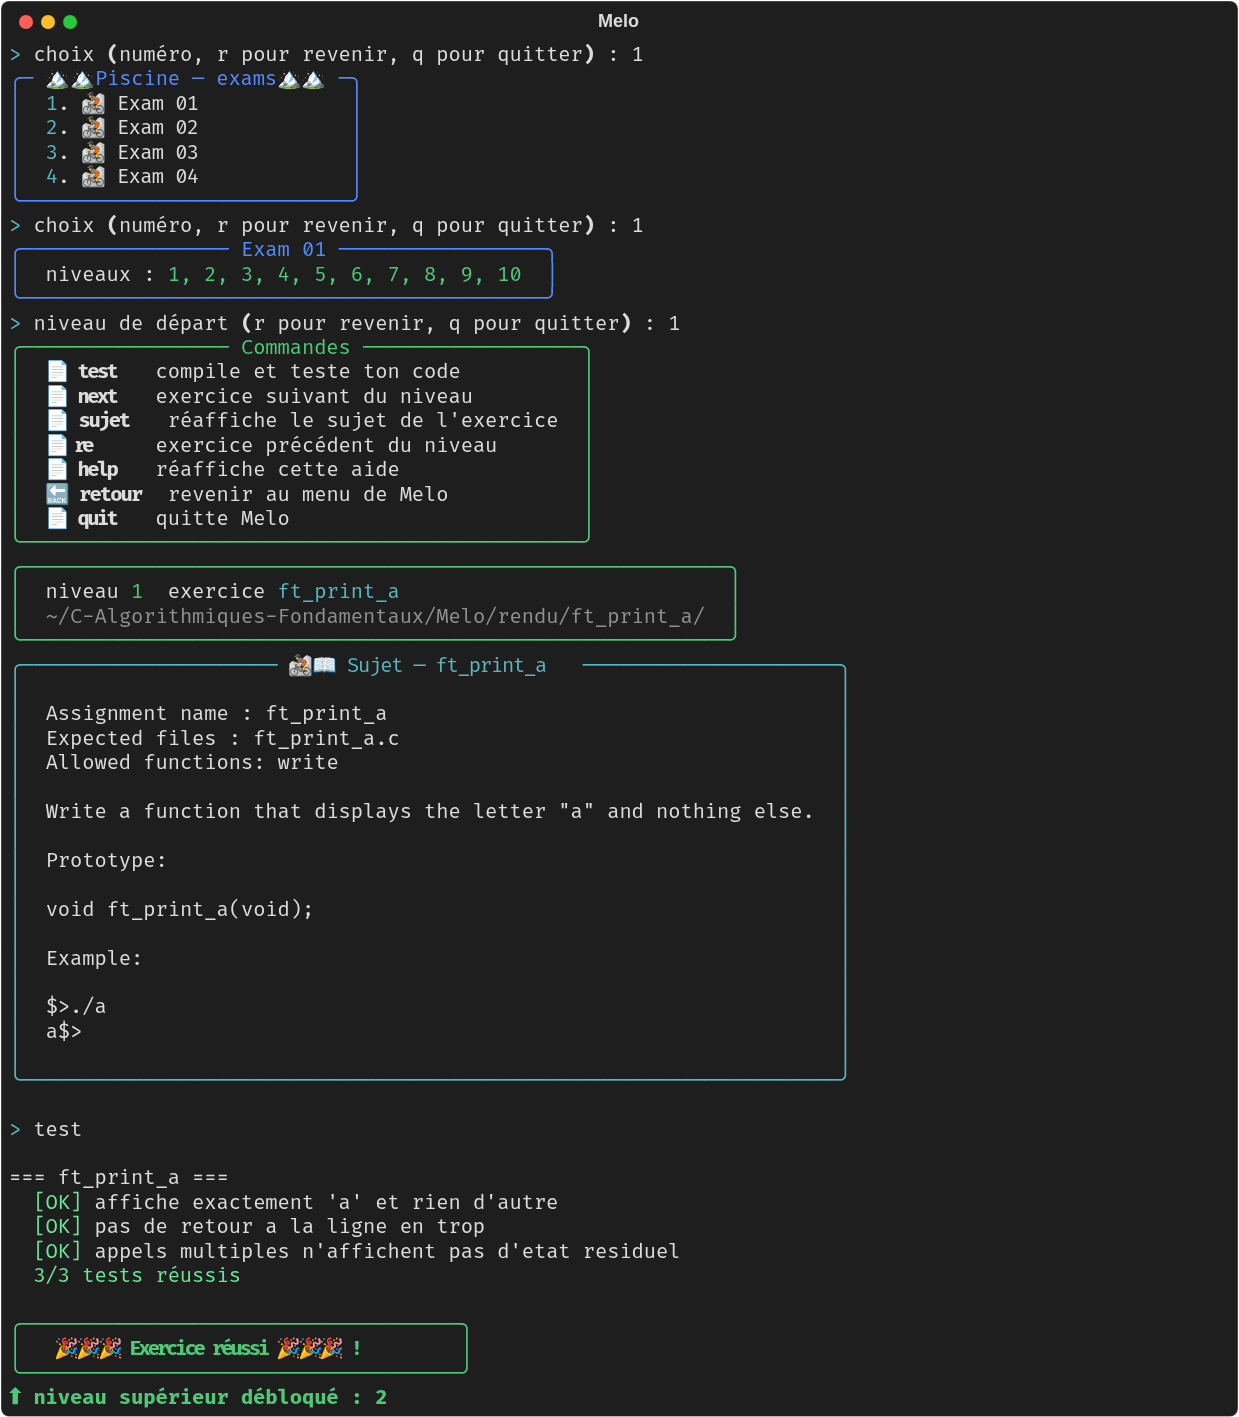 Melo
> choix (numéro, r pour revenir, q pour quitter) : 1
🏔️🏔️Piscine — exams🏔️🏔️
1. 🚵 Exam 01
2. 🚵 Exam 02
3. 🚵 Exam 03
4. 🚵 Exam 04
> choix (numéro, r pour revenir, q pour quitter) : 1
Exam 01
niveaux : 1, 2, 3, 4, 5, 6, 7, 8, 9, 10
> niveau de départ (r pour revenir, q pour quitter) : 1
Commandes
📄 test compile et teste ton code
📄 next exercice suivant du niveau
📄 sujet réaffiche le sujet de l'exercice
📄 re exercice précédent du niveau
📄 help réaffiche cette aide
🔙 retour revenir au menu de Melo
📄 quit quitte Melo
niveau 1 exercice ft_print_a
~/C-Algorithmiques-Fondamentaux/Melo/rendu/ft_print_a/
🚵📖 Sujet — ft_print_a
Assignment name : ft_print_a
Expected files : ft_print_a.c
Allowed functions: write
Write a function that displays the letter "a" and nothing else.
Prototype:
void ft_print_a(void);
Example:
$>./a
a$>
> test
=== ft_print_a ===
[OK] affiche exactement 'a' et rien d'autre
[OK] pas de retour a la ligne en trop
[OK] appels multiples n'affichent pas d'etat residuel
3/3 tests réussis
🎉🎉🎉 Exercice réussi 🎉🎉🎉 !
⬆ niveau supérieur débloqué : 2